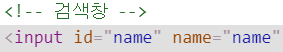 <!-- 검색창 -->
<input id="name" name="name"